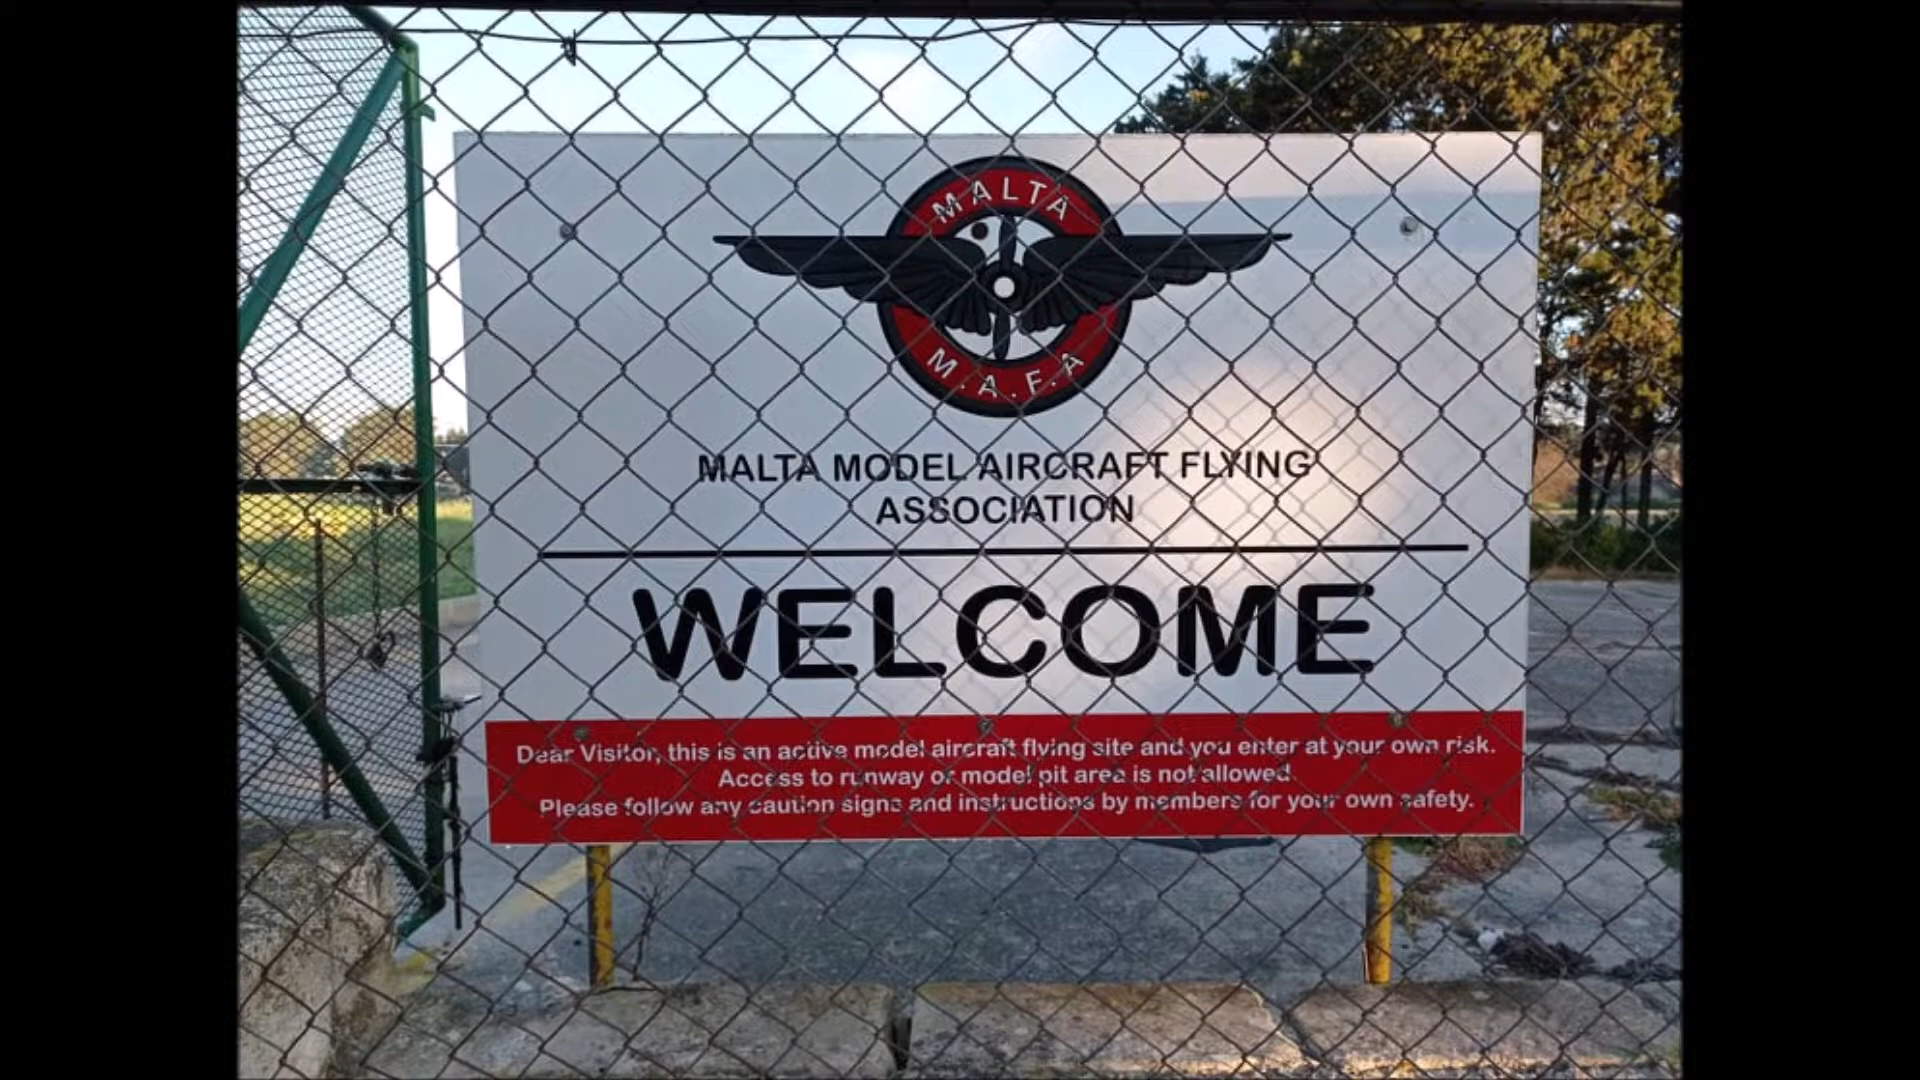 MALTA
M.A.F.A
MALTA MODEL AIRCRAFT FLYING
ASSOCIATION
WELCOME
Dear Visitor, this is an active model aircraft flying site and you enter at your own risk.
Access to runway or model pit area is not allowed.
Please follow any caution signs and instructions by members for your own safety.